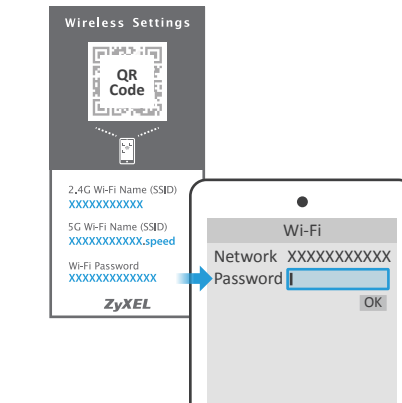 Wireless Settings
QR
Code
2.4G Wi-Fi Name (SSID)
XXXXXXXXXXX
5G Wi-Fi Name (SSID)
XXXXXXXXXXX.speed
Wi-Fi Password
XXXXXXXXXXXXX
ZyXEL
Wi-Fi
Network XXXXXXXXXXX
Password
OK